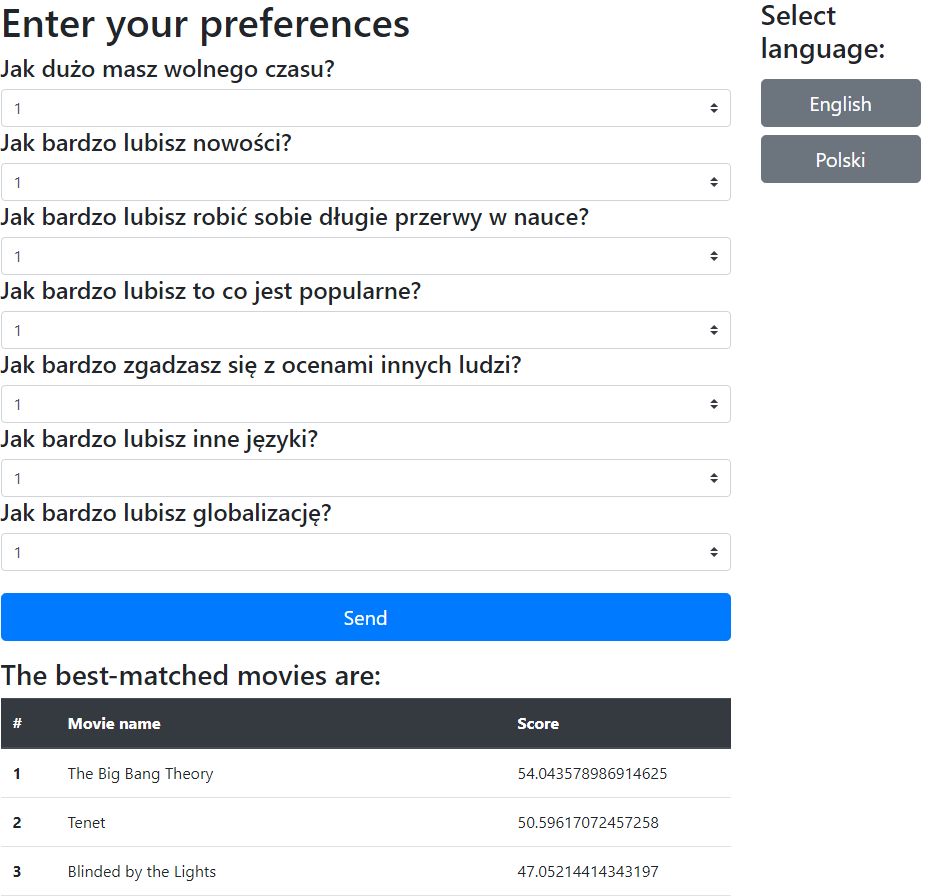 Enter your preferences
Jak dużo masz wolnego czasu?
1
Jak bardzo lubisz nowości?
1
Jak bardzo lubisz robić sobie długie przerwy w nauce?
1
Jak bardzo lubisz to co jest popularne?
1
Jak bardzo zgadzasz się z ocenami innych ludzi?
1
Jak bardzo lubisz inne języki?
1
Jak bardzo lubisz globalizację?
1
Send
The best-matched movies are:
# Movie name Score
1 The Big Bang Theory 54.043578986914625
2 Tenet 50.59617072457258
3 Blinded by the Lights 47.05214414343197
Select
language:
English
Polski